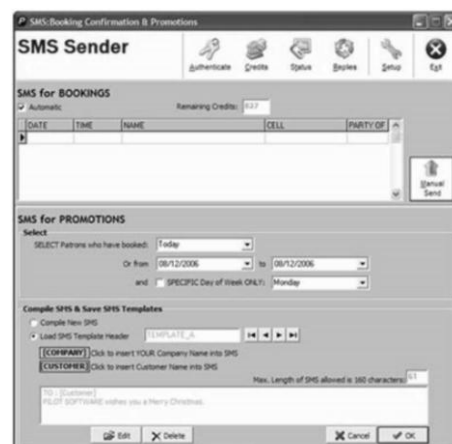 SMS:Booking Confirmation & Promotions
SMS Sender
Authenticate Credits Status Replies Setup Exit
SMS for BOOKINGS
Automatic Remaining Credits: 637
DATE TIME NAME CELL PARTY OF
Manual Send
SMS for PROMOTIONS
Select
SELECT Patrons who have booked: Today
Or from 08/12/2006 to 08/12/2006
and SPECIFIC Day of Week ONLY: Monday
Compile SMS & Save SMS Templates
Compile New SMS
Load SMS Template Header TEMPLATE_A
[COMPANY] Click to insert YOUR Company Name into SMS
[CUSTOMER] Click to insert Customer Name into SMS
Max. Length of SMS allowed is 160 characters: 61
TO : [Customer]
PILOT SOFTWARE wishes you a Merry Christmas.
Edit Delete Cancel OK